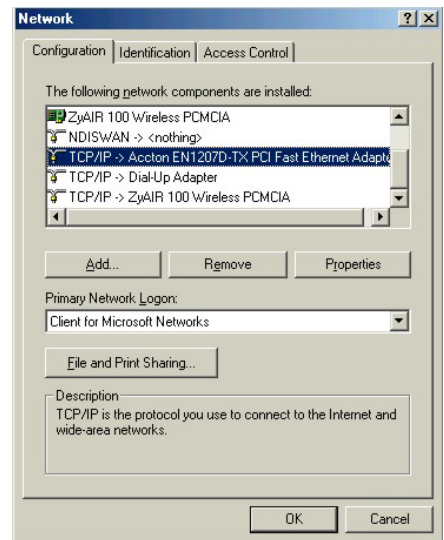 Network
Configuration Identification Access Control
The following network components are installed:
ZyAIR 100 Wireless PCMCIA
NDISWAN -> <nothing>
TCP/IP -> Accton EN1207D-TX PCI Fast Ethernet Adapte
TCP/IP -> Dial-Up Adapter
TCP/IP -> ZyAIR 100 Wireless PCMCIA
Add... Remove Properties
Primary Network Logon:
Client for Microsoft Networks
File and Print Sharing...
Description
TCP/IP is the protocol you use to connect to the Internet and
wide-area networks.
OK Cancel